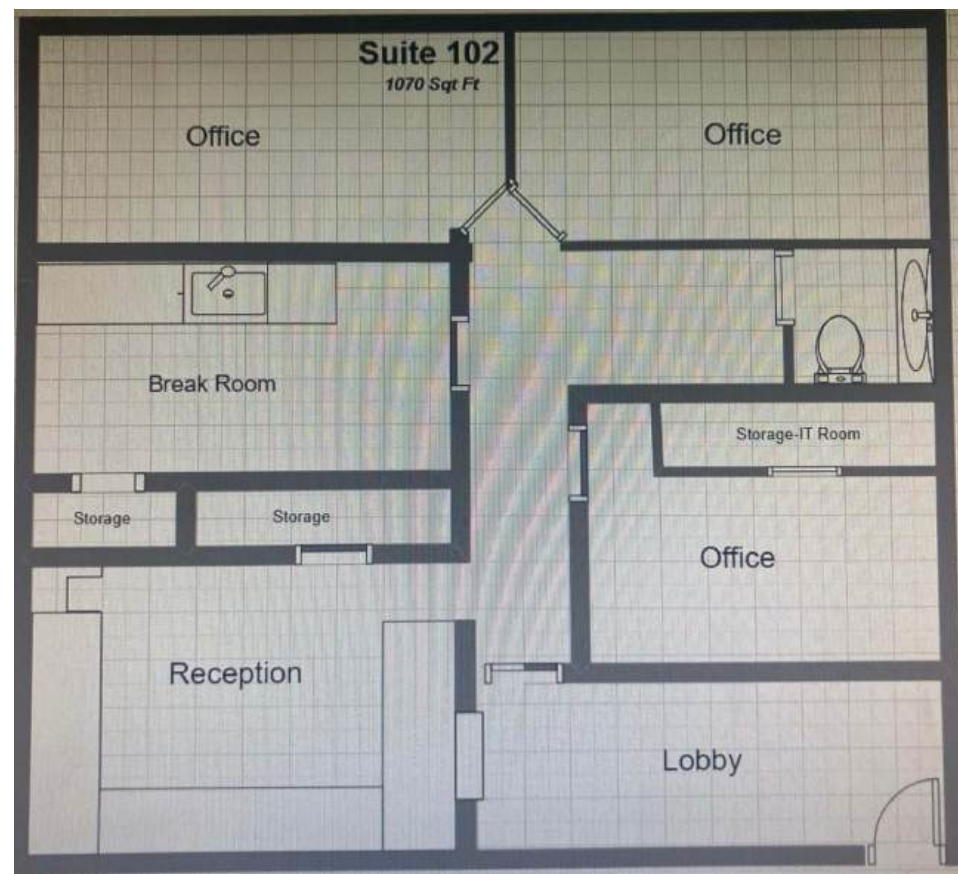 Suite 102
1070 Sqt Ft
Office
Office
Break Room
Storage-IT Room
Storage
Storage
Office
Reception
Lobby